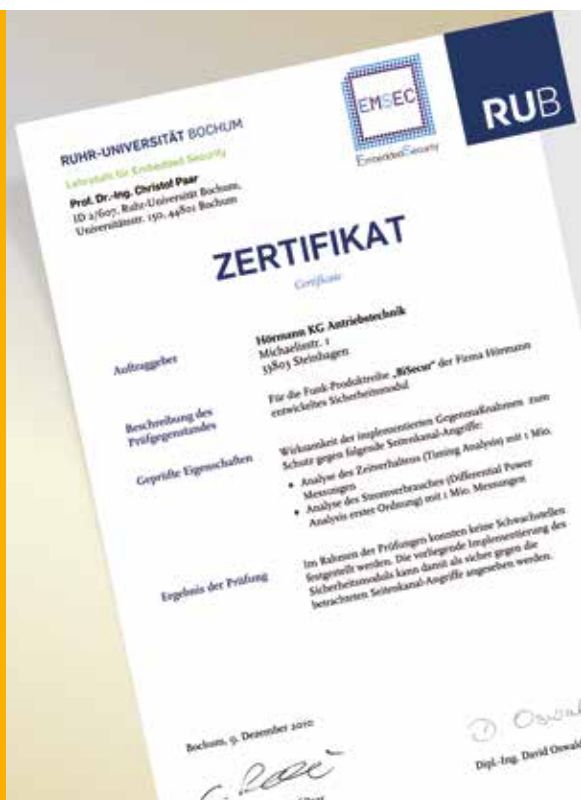 RUHR-UNIVERSITÄT BOCHUM
Lehrstuhl für Embedded Security
Prof. Dr.-Ing. Christof Paar
ID 2/607, Ruhr-Universität Bochum,
Universitätsstr. 150, 44801 Bochum
EMSEC
EmbeddedSecurity
RUB
ZERTIFIKAT
Certificate
Auftraggeber
Hörmann KG Antriebstechnik
Michaelisstr. 1
33803 Steinhagen
Beschreibung des
Prüfgegenstandes
Für die Funk-Produktreihe „BiSecur“ der Firma Hörmann
entwickeltes Sicherheitsmodul
Geprüfte Eigenschaften
Wirksamkeit der implementierten Gegenmaßnahmen zum
Schutz gegen folgende Seitenkanal-Angriffe:
• Analyse des Zeitverhaltens (Timing Analysis) mit 1 Mio.
Messungen
• Analyse des Stromverbrauches (Differential Power
Analysis erster Ordnung) mit 1 Mio. Messungen
Ergebnis der Prüfung
Im Rahmen der Prüfungen konnten keine Schwachstellen
festgestellt werden. Die vorliegende Implementierung des
Sicherheitsmoduls kann damit als sicher gegen die
betrachteten Seitenkanal-Angriffe angesehen werden.
Bochum, 9. Dezember 2010
D. Oswald
Dipl.-Ing. David Oswald